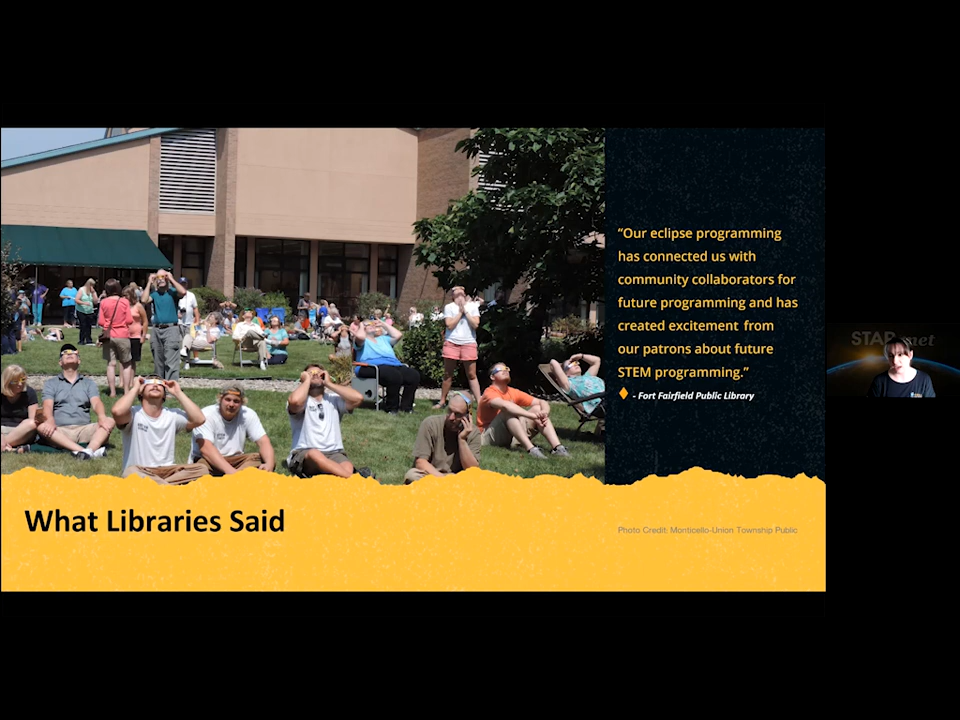 “Our eclipse programming
has connected us with
community collaborators for
future programming and has
created excitement from
our patrons about future
STEM programming.”
- Fort Fairfield Public Library
What Libraries Said
Photo Credit: Monticello-Union Township Public